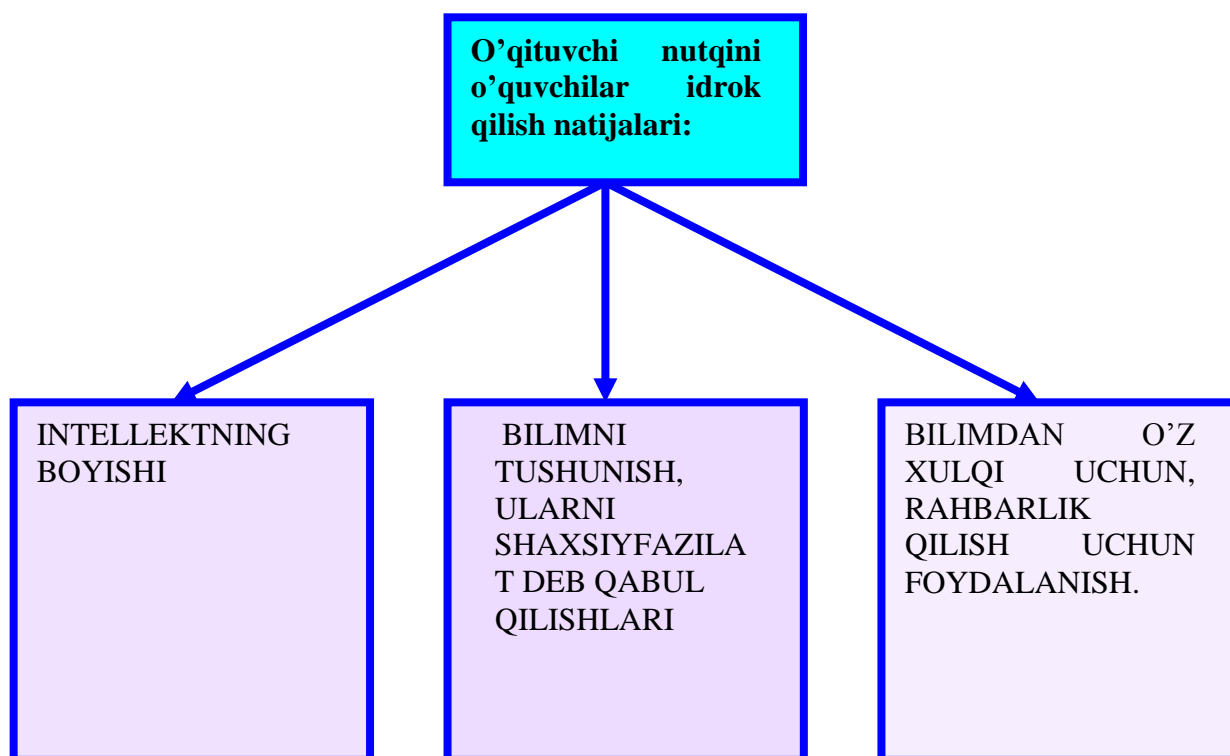 O’qituvchi nutqini
o’quvchilar idrok
qilish natijalari:
INTELLEKTNING
BOYISHI
BILIMNI
TUSHUNISH,
ULARNI
SHAXSIYFAZILA
T DEB QABUL
QILISHLARI
BILIMDAN O’Z
XULQI UCHUN,
RAHBARLIK
QILISH UCHUN
FOYDALANISH.